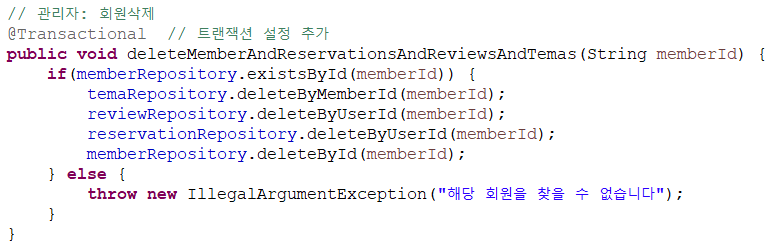 // 관리자: 회원삭제
@Transactional  // 트랜잭션 설정 추가
public void deleteMemberAndReservationsAndReviewsAndTemas(String memberId) {
    if(memberRepository.existsById(memberId)) {
        temaRepository.deleteByMemberId(memberId);
        reviewRepository.deleteByUserId(memberId);
        reservationRepository.deleteByUserId(memberId);
        memberRepository.deleteById(memberId);
    } else {
        throw new IllegalArgumentException("해당 회원을 찾을 수 없습니다");
    }
}